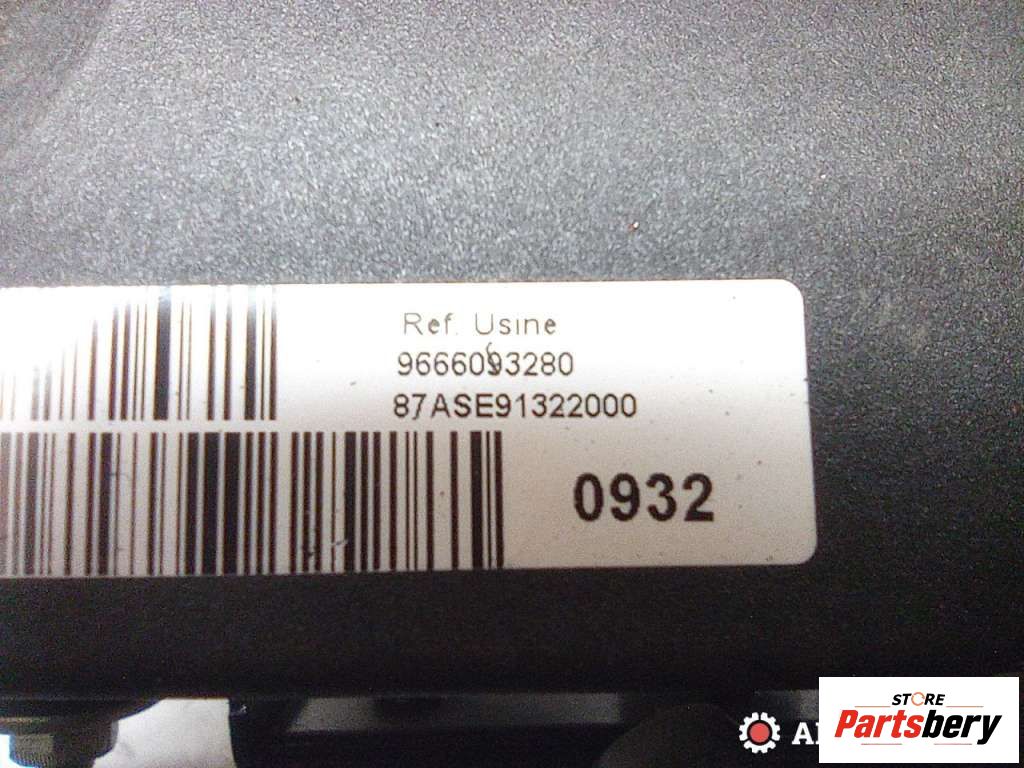 Ref. Usine
9666093280
87ASE91322000
0932
STORE
Partsbery